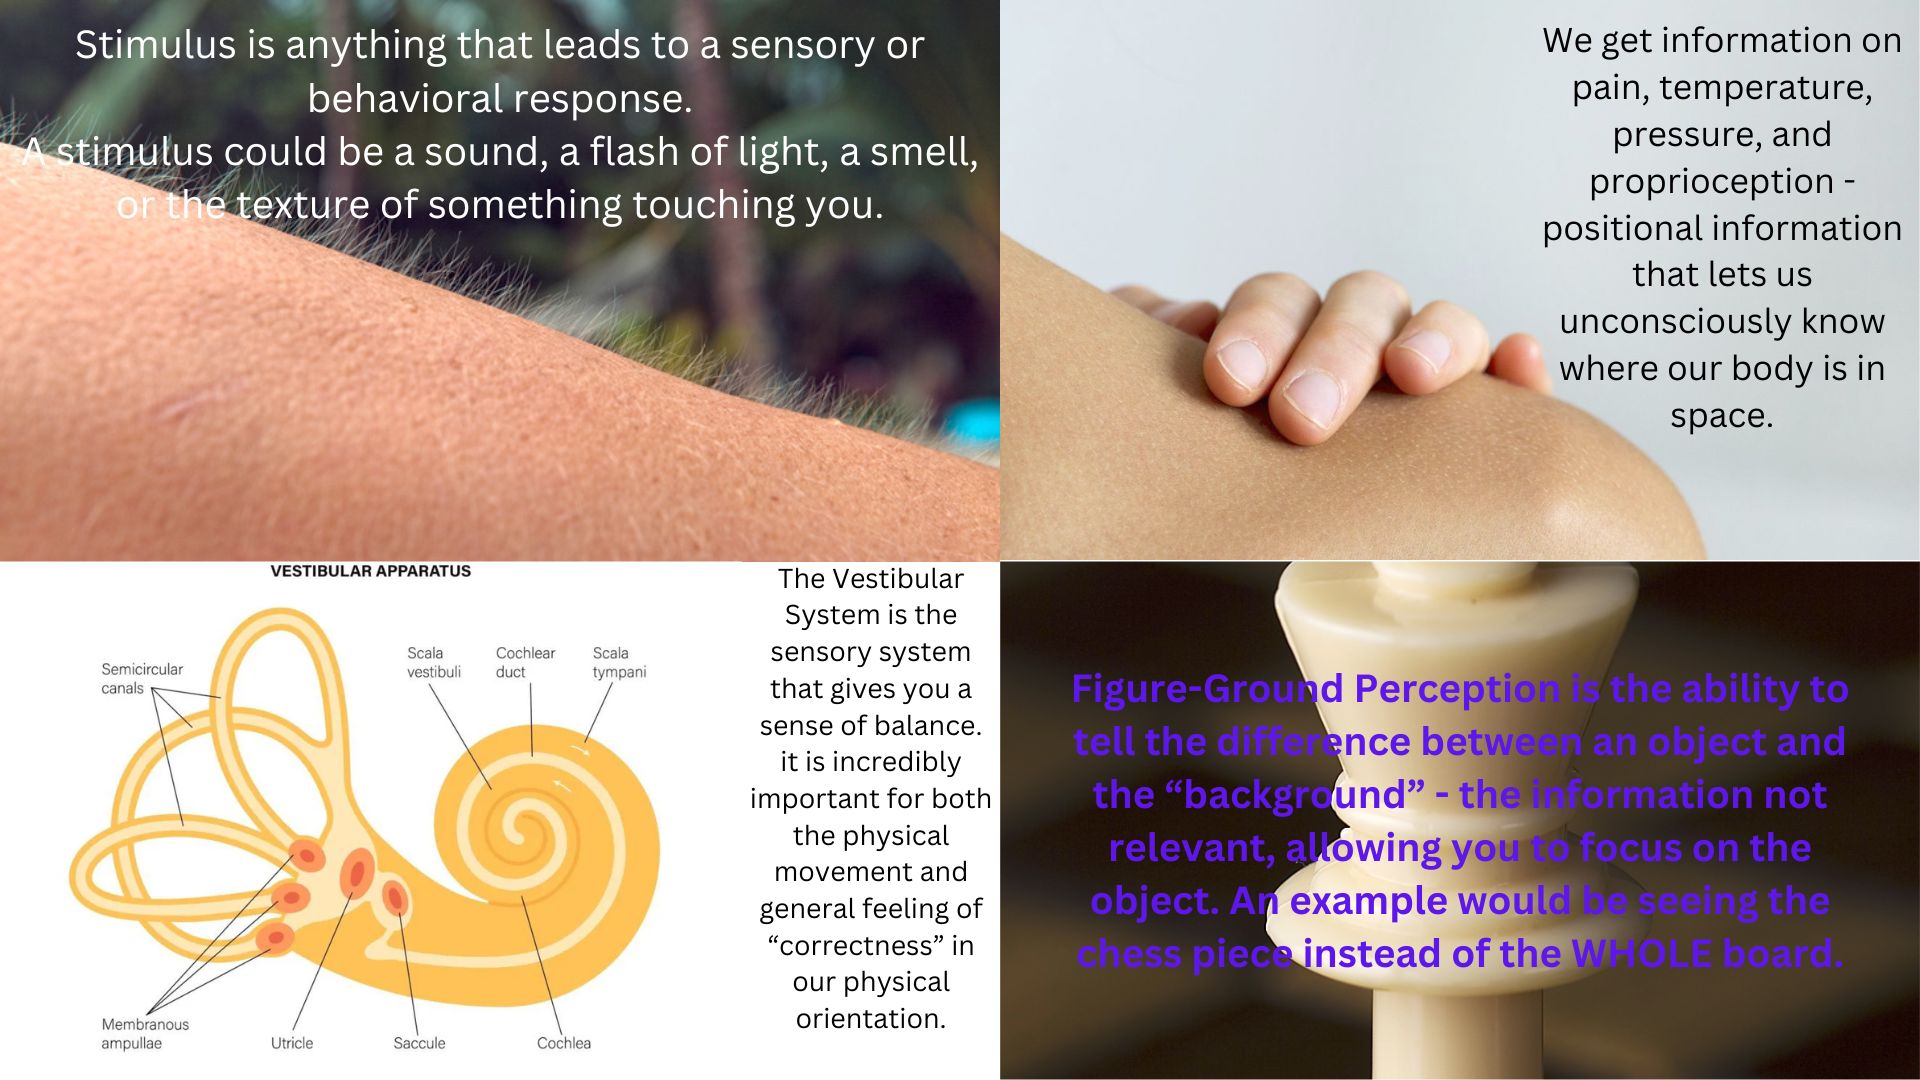 Stimulus is anything that leads to a sensory or
behavioral response.
A stimulus could be a sound, a flash of light, a smell,
or the texture of something touching you.
We get information on
pain, temperature,
pressure, and
proprioception -
positional information
that lets us
unconsciously know
where our body is in
space.
VESTIBULAR APPARATUS
Semicircular
canals
Scala
vestibuli
Cochlear
duct
Scala
tympani
Membranous
ampullae
Utricle
Saccule
Cochlea
The Vestibular
System is the
sensory system
that gives you a
sense of balance.
it is incredibly
important for both
the physical
movement and
general feeling of
“correctness” in
our physical
orientation.
Figure-Ground Perception is the ability to
tell the difference between an object and
the “background” - the information not
relevant, allowing you to focus on the
object. An example would be seeing the
chess piece instead of the WHOLE board.